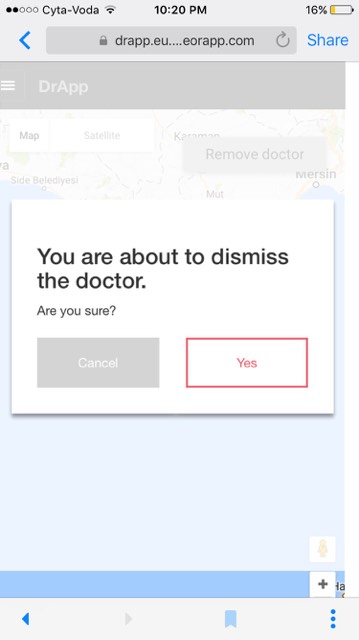 Cyta-Voda
10:20 PM
16%
drapp.eu....eorapp.com
Share
DrApp
Map
Satellite
Karaman
Remove doctor
Side Belediyesi
Mersin
Mut
You are about to dismiss
the doctor.
Are you sure?
Cancel
Yes
+